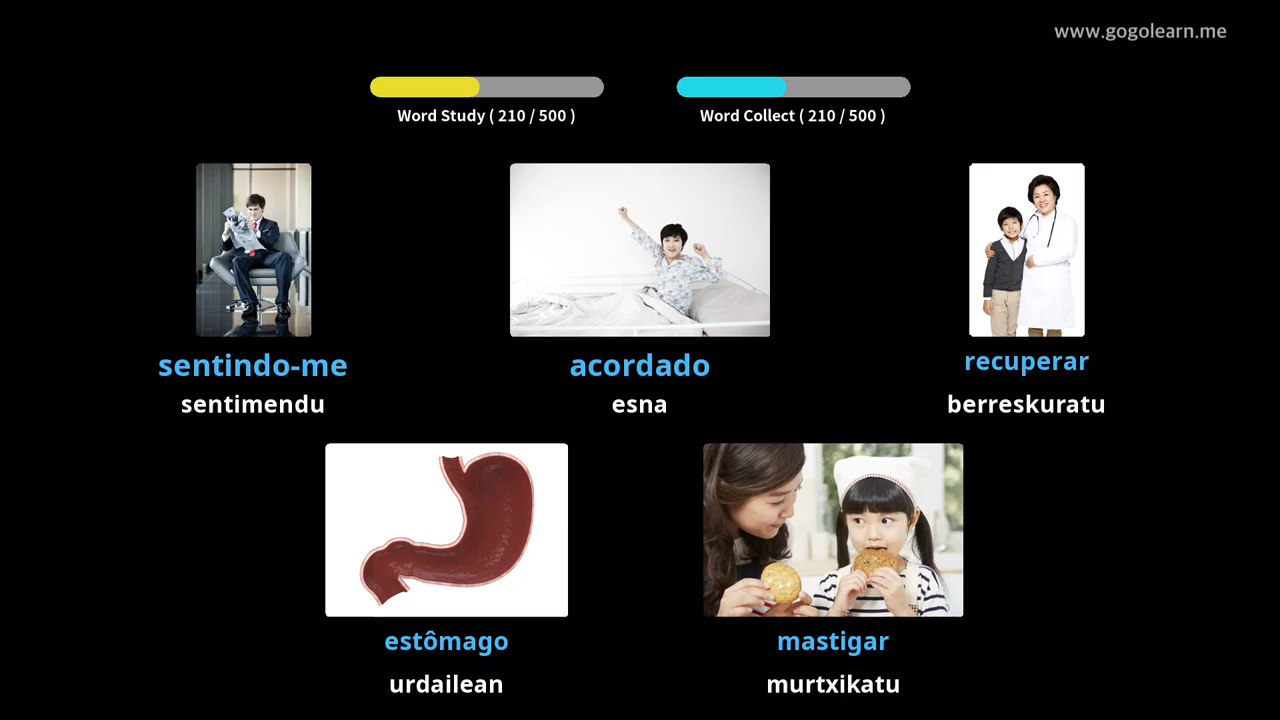 www.gogolearn.me
Word Study ( 210 / 500 )
Word Collect ( 210 / 500 )
sentindo-me
sentimendu
acordado
esna
recuperar
berreskuratu
estômago
urdailean
mastigar
murtxikatu